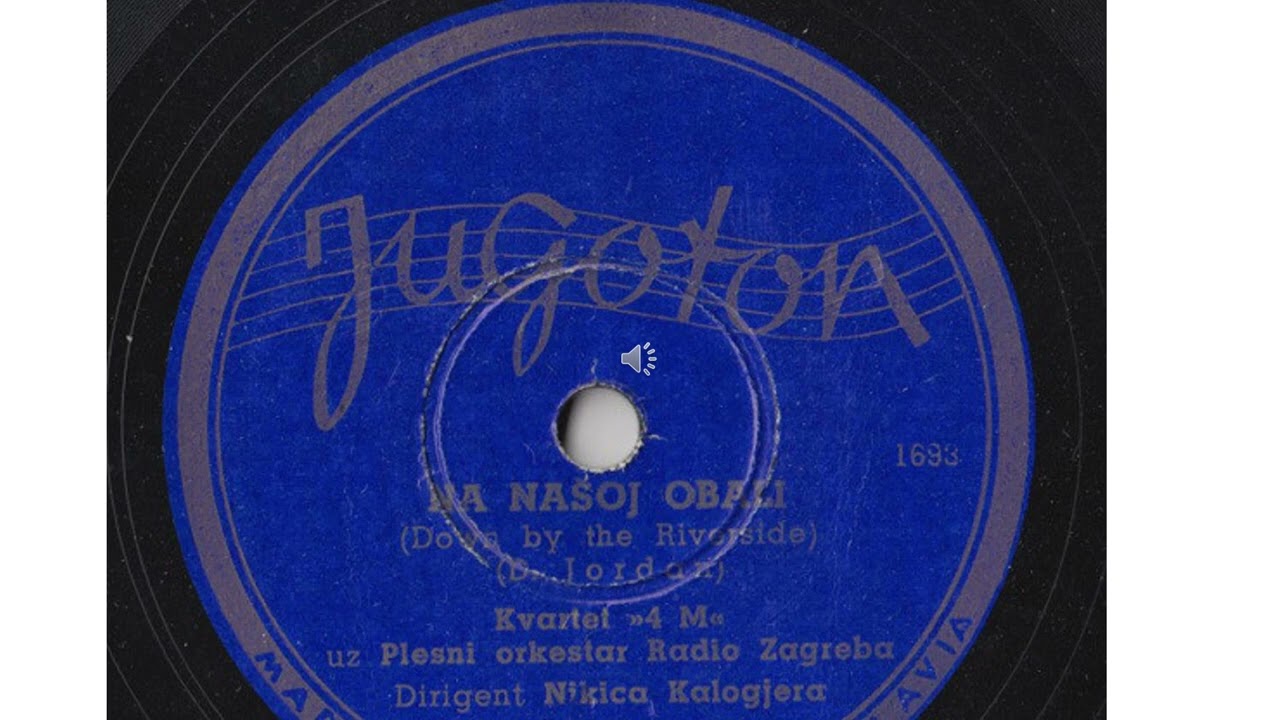 Jugoton
1693
NA NAŠOJ OBALI
(Down by the Riverside)
(D. Jordan)
Kvartet »4 M«
uz Plesni orkestar Radio Zagreba
Dirigent Nikica Kalogjera